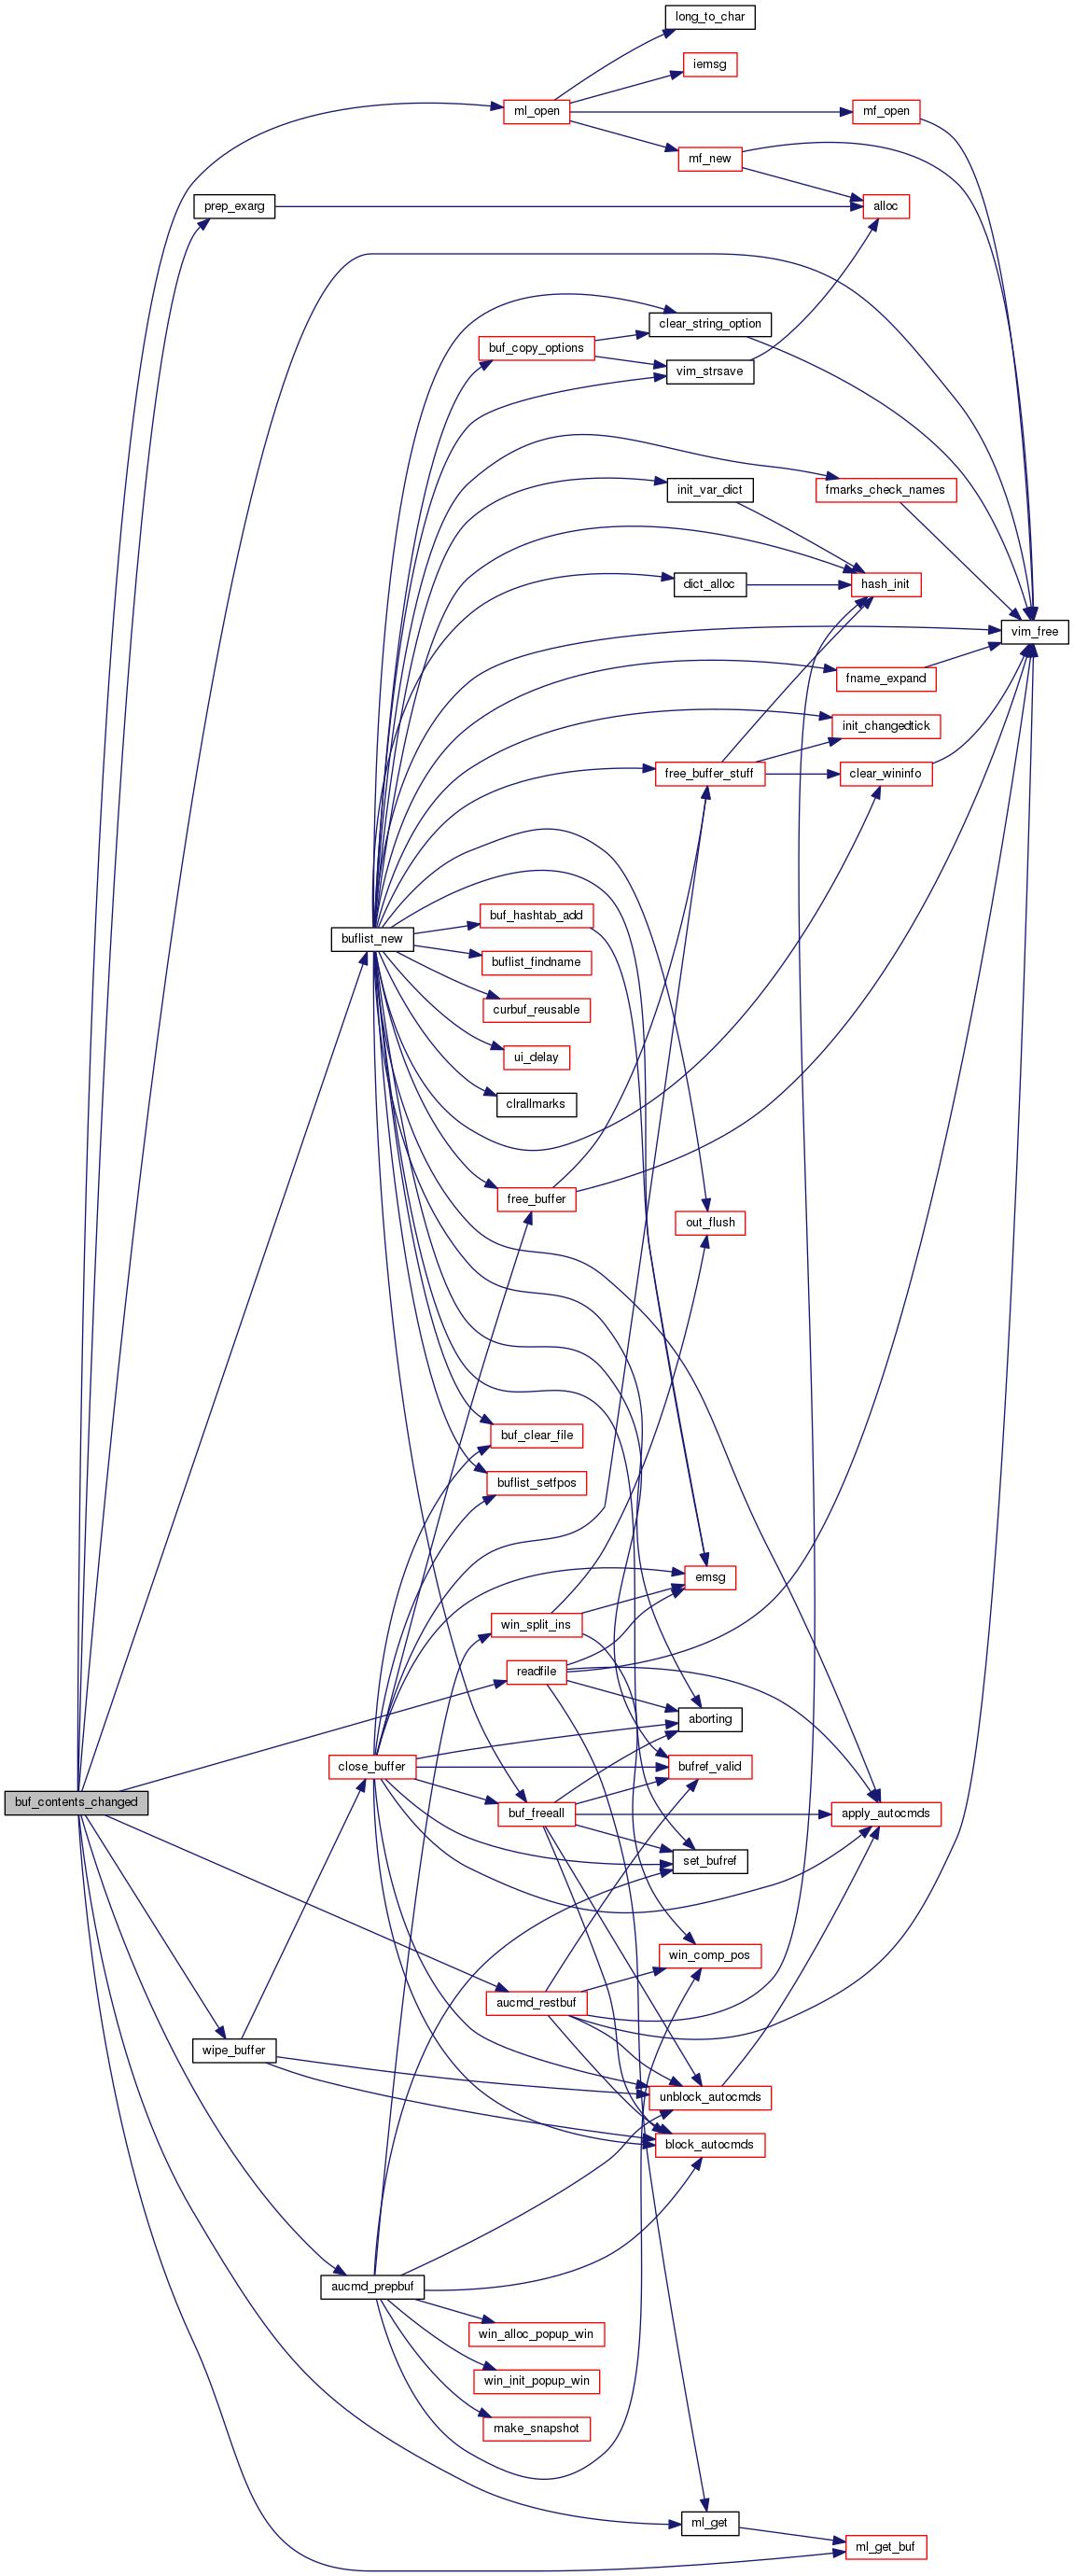 long_to_char
iemsg
ml_open
mf_open
mf_new
prep_exarg
alloc
clear_string_option
buf_copy_options
vim_strsave
init_var_dict
fmarks_check_names
dict_alloc
hash_init
vim_free
fname_expand
init_changedtick
free_buffer_stuff
clear_wininfo
buf_hashtab_add
buflist_new
buflist_findname
curbuf_reusable
ui_delay
clrallmarks
free_buffer
out_flush
buf_clear_file
buflist_setfpos
emsg
win_split_ins
readfile
aborting
close_buffer
bufref_valid
buf_contents_changed
buf_freeall
apply_autocmds
set_bufref
win_comp_pos
aucmd_restbuf
wipe_buffer
unblock_autocmds
block_autocmds
aucmd_prepbuf
win_alloc_popup_win
win_init_popup_win
make_snapshot
ml_get
ml_get_buf